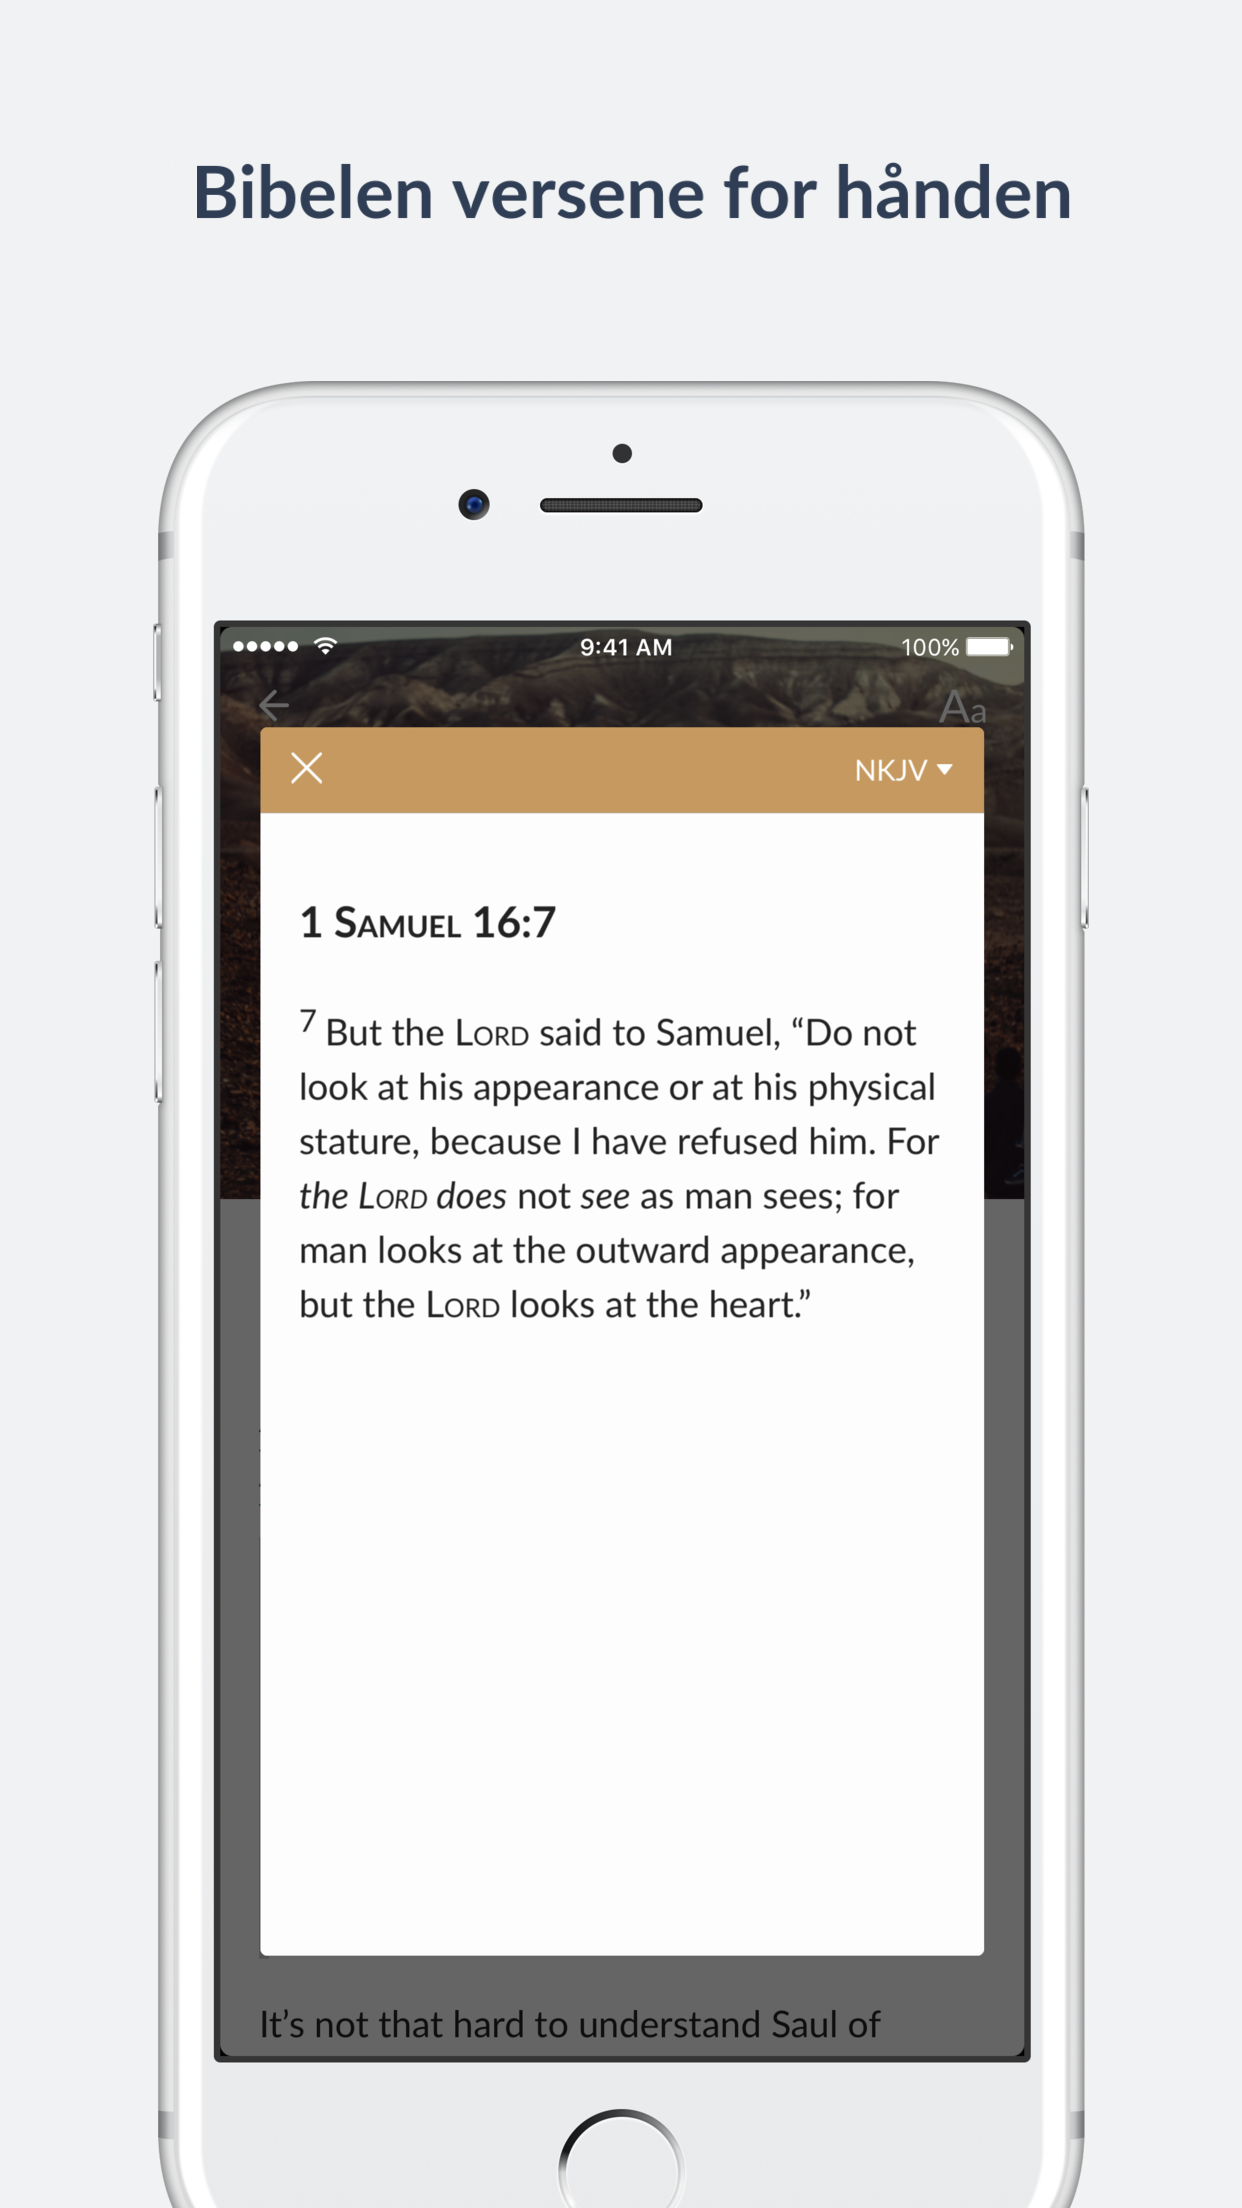 Bibelen versene for hånden
9:41 AM
100%
Aa
NKJV
1 SAMUEL 16:7
7 But the LORD said to Samuel, “Do not
look at his appearance or at his physical
stature, because I have refused him. For
the LORD does not see as man sees; for
man looks at the outward appearance,
but the LORD looks at the heart.”
It’s not that hard to understand Saul of